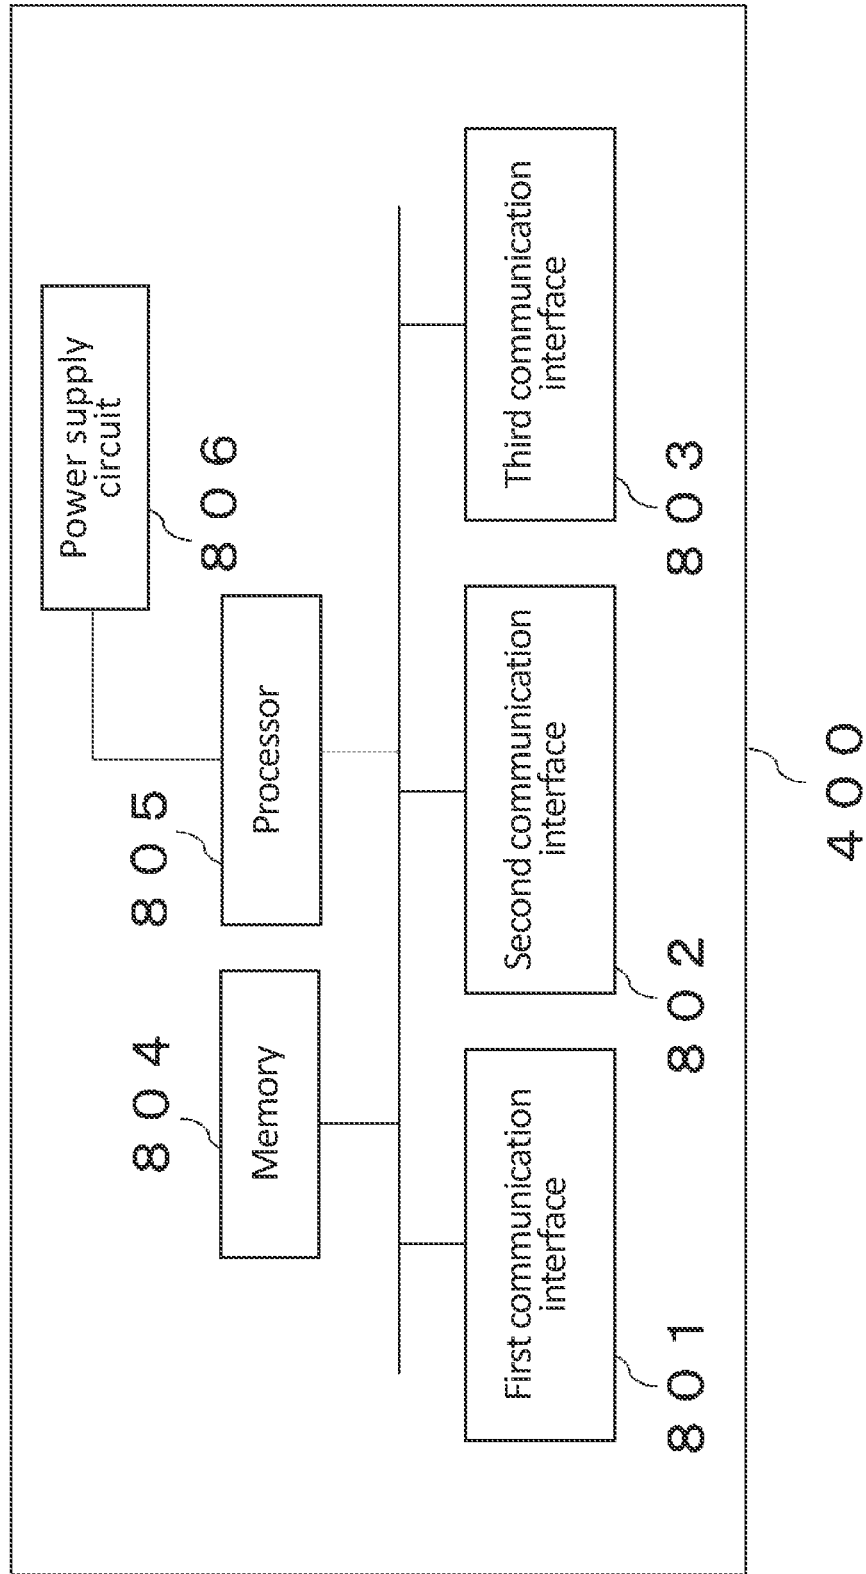 Power supply
circuit
８０６
８０４
８０５
Memory
Processor
First communication
interface
Second communication
interface
Third communication
interface
８０１
８０２
８０３
４００